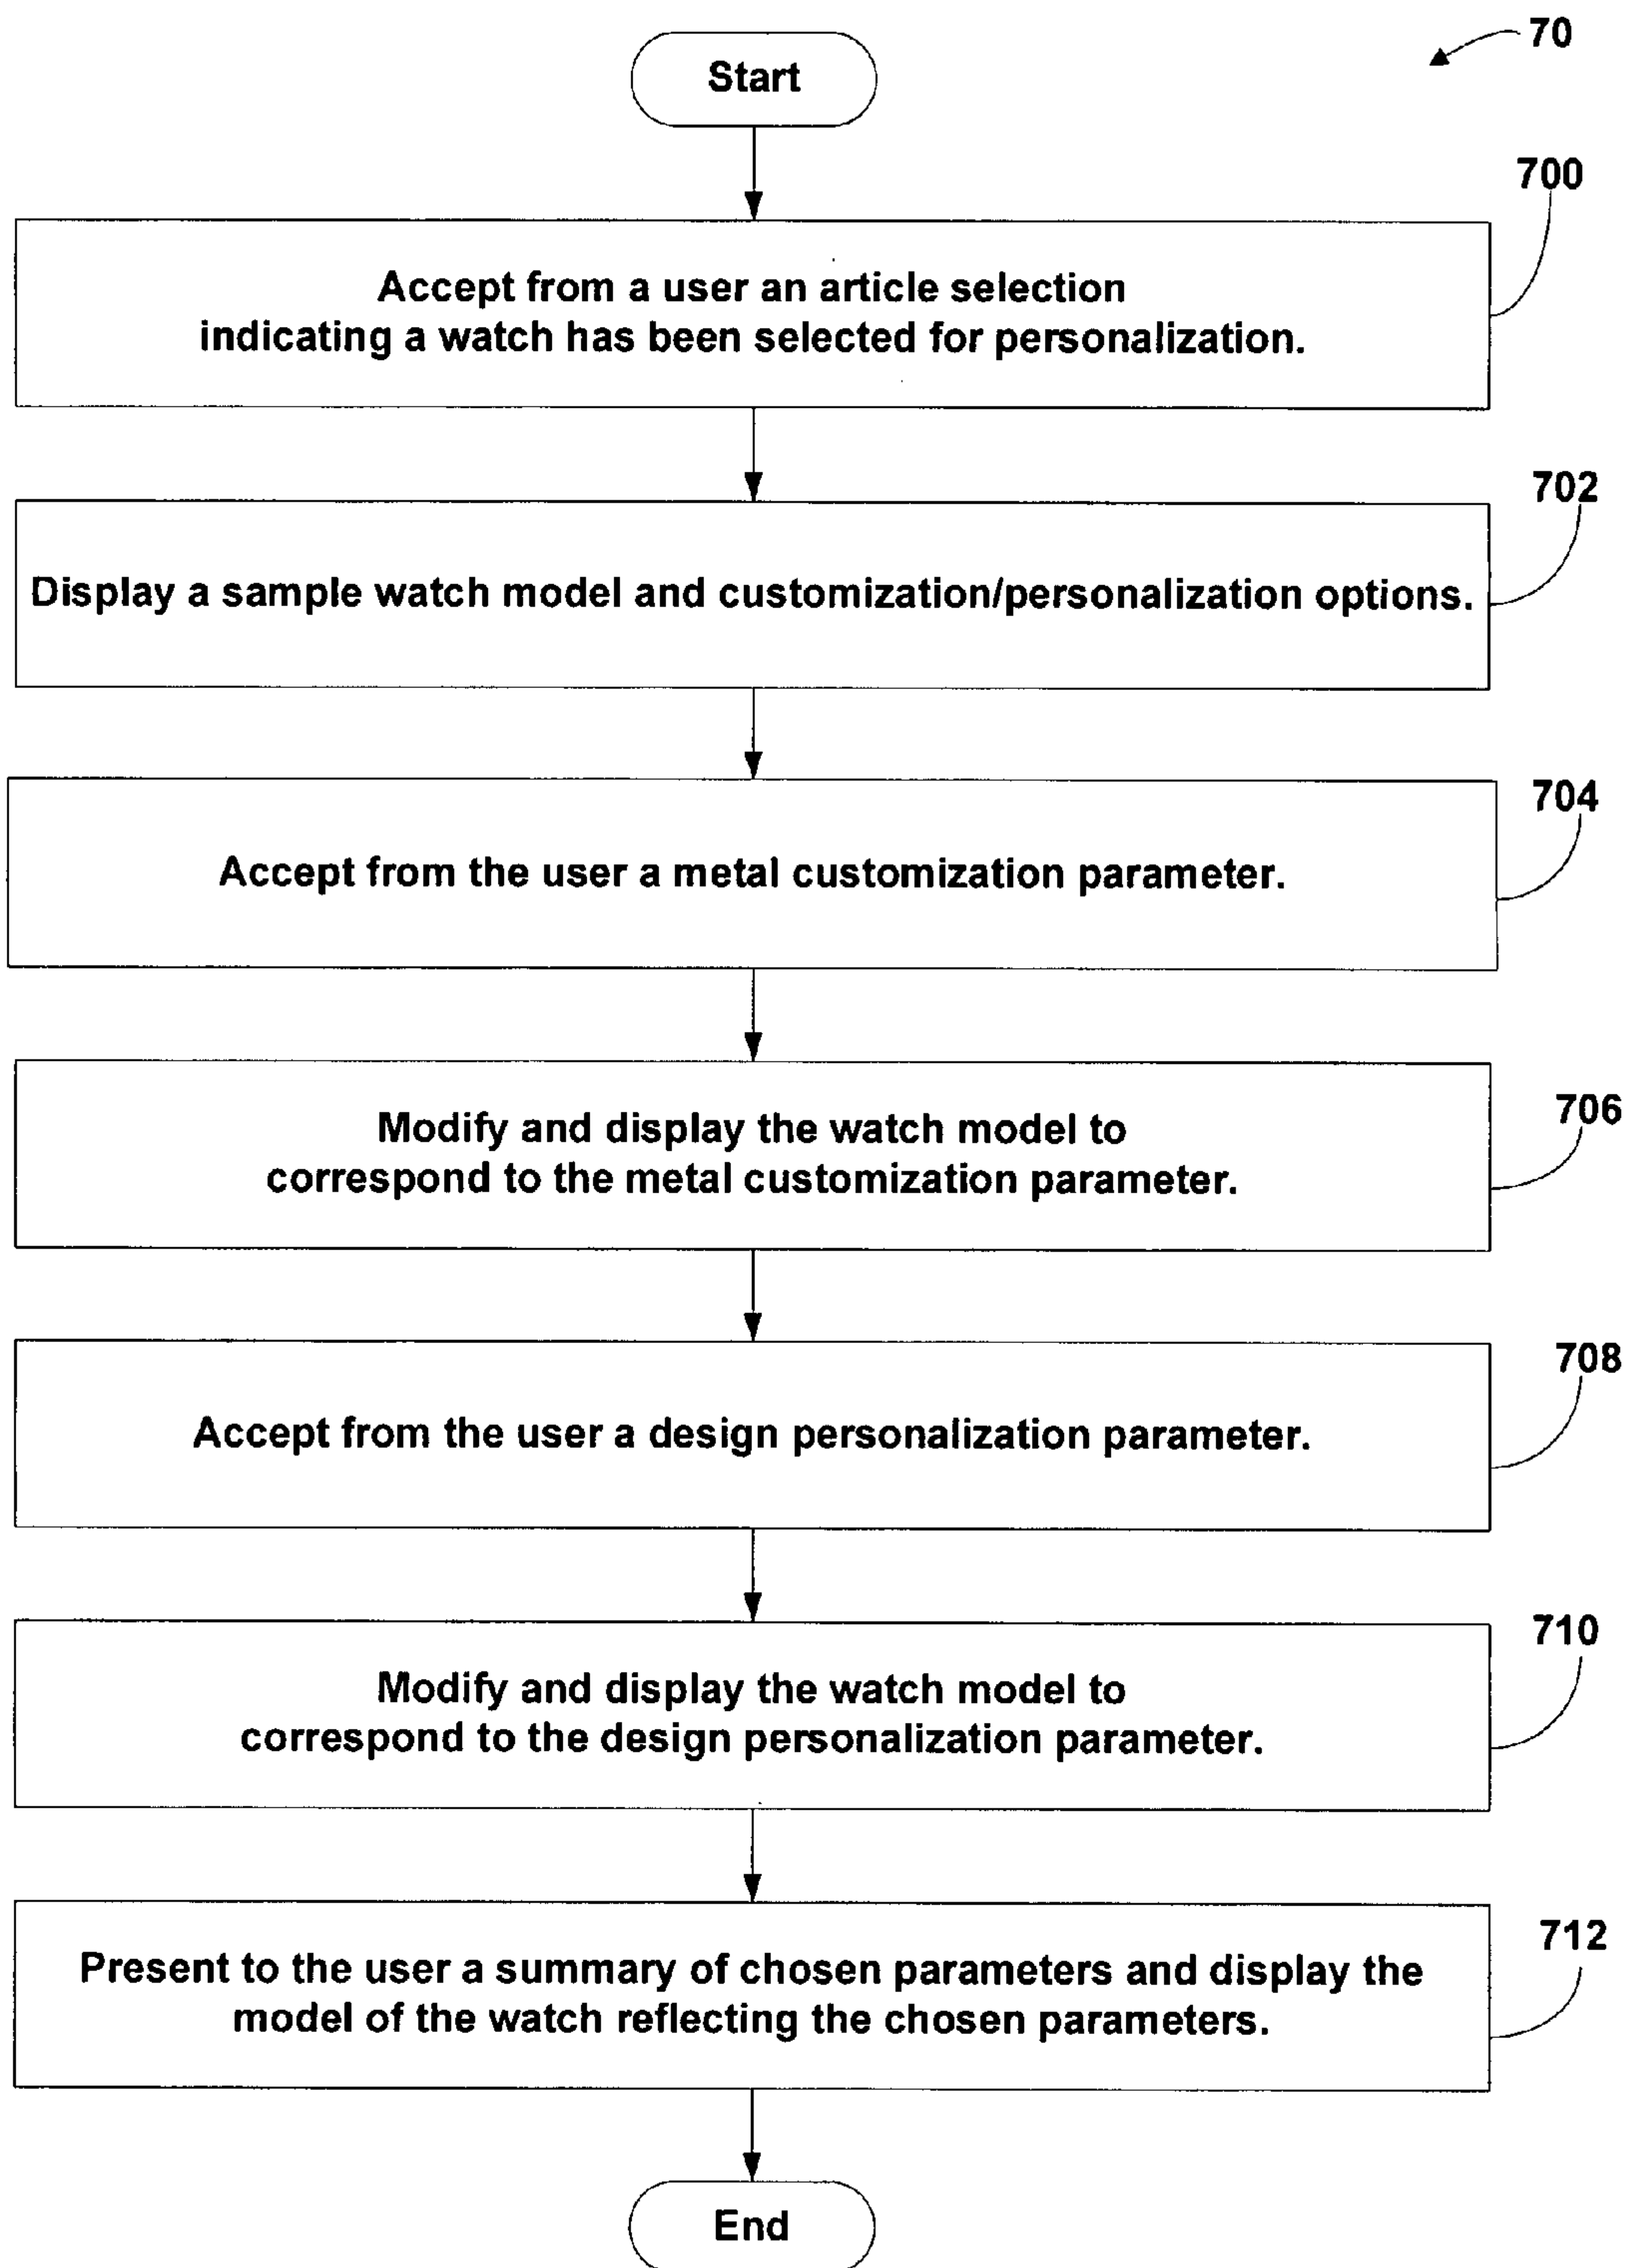 70
Start
700
Accept from a user an article selection
indicating a watch has been selected for personalization.
702
Display a sample watch model and customization/personalization options.
704
Accept from the user a metal customization parameter.
706
Modify and display the watch model to
correspond to the metal customization parameter.
708
Accept from the user a design personalization parameter.
710
Modify and display the watch model to
correspond to the design personalization parameter.
712
Present to the user a summary of chosen parameters and display the
model of the watch reflecting the chosen parameters.
End